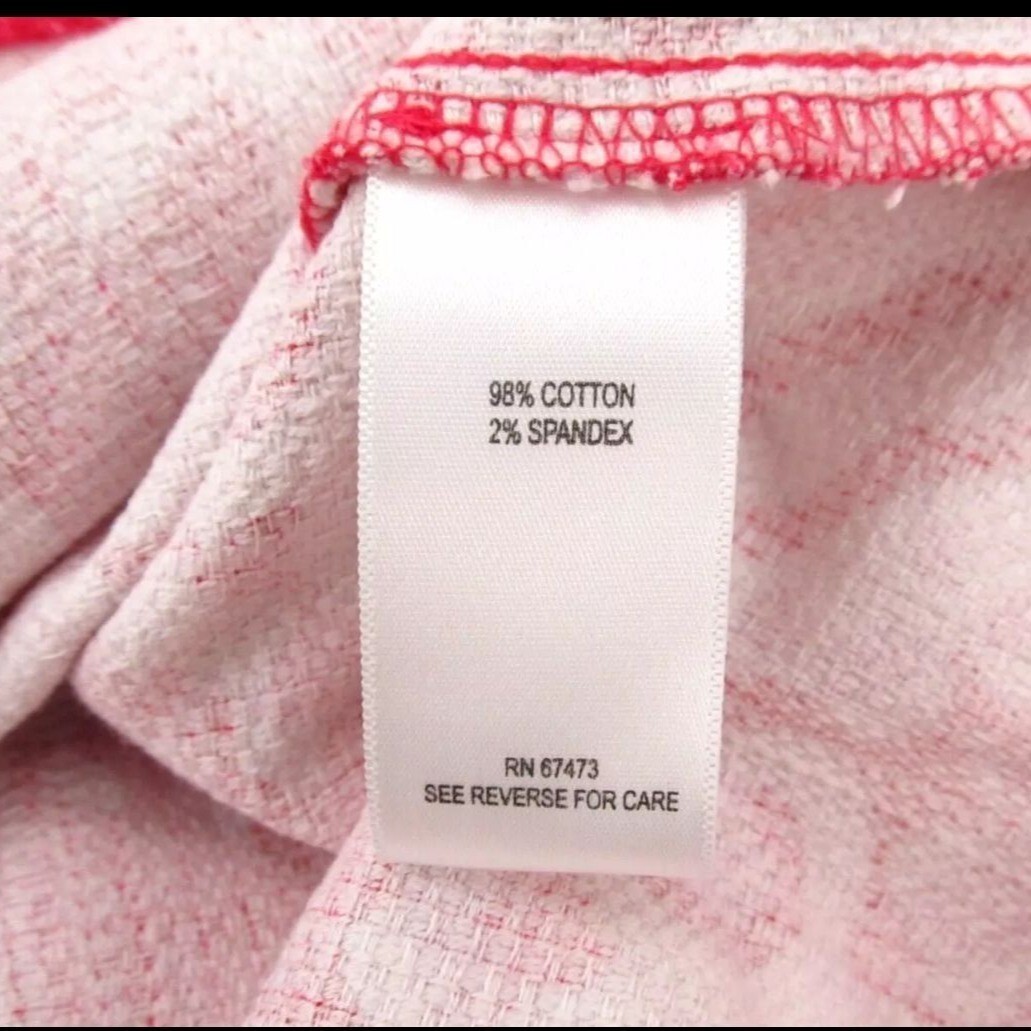 98% COTTON
2% SPANDEX
RN 67473
SEE REVERSE FOR CARE